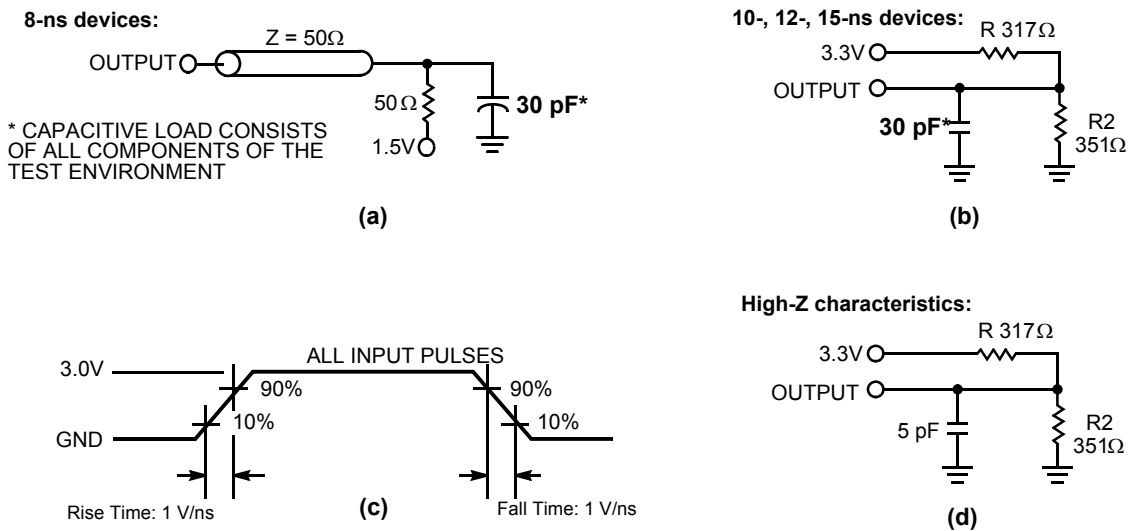 8-ns devices:
Z = 50Ω
OUTPUT
50Ω
30 pF*
1.5V
* CAPACITIVE LOAD CONSISTS
OF ALL COMPONENTS OF THE
TEST ENVIRONMENT
(a)
10-, 12-, 15-ns devices:
R 317Ω
3.3V
OUTPUT
30 pF*
R2
351Ω
(b)
ALL INPUT PULSES
3.0V
90%
90%
10%
10%
GND
Rise Time: 1 V/ns
(c)
Fall Time: 1 V/ns
High-Z characteristics:
R 317Ω
3.3V
OUTPUT
5 pF
R2
351Ω
(d)